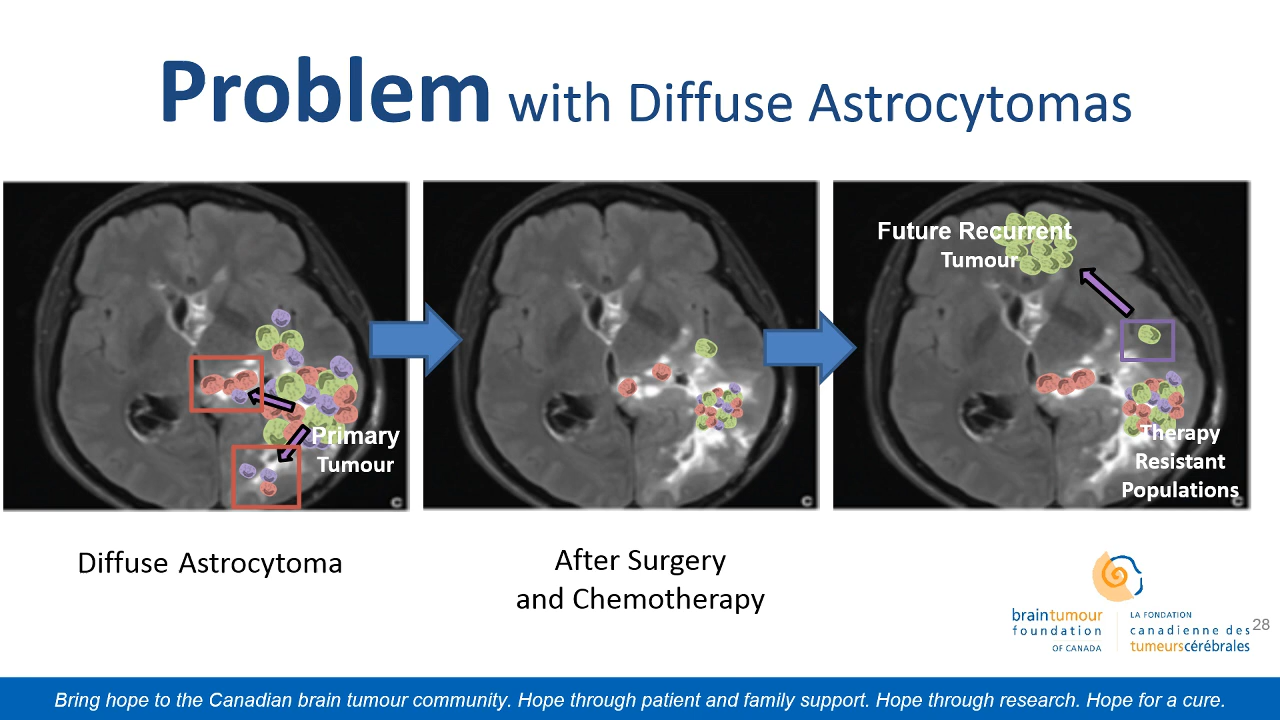 Problem with Diffuse Astrocytomas
Primary
Tumour
C
C
Future Recurrent
Tumour
Therapy
Resistant
Populations
C
Diffuse Astrocytoma
After Surgery
and Chemotherapy
braintumour
foundation
OF CANADA
LA FONDATION
canadienne des
tumeurscérébrales
28
Bring hope to the Canadian brain tumour community. Hope through patient and family support. Hope through research. Hope for a cure.